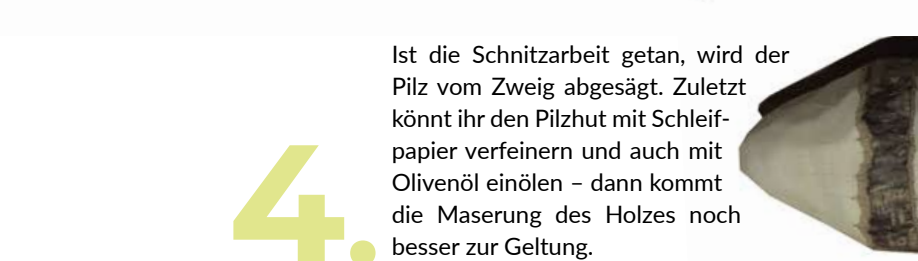 Ist die Schnitzarbeit getan, wird der
Pilz vom Zweig abgesägt. Zuletzt
könnt ihr den Pilzhut mit Schleif-
papier verfeinern und auch mit
Olivenöl einölen – dann kommt
die Maserung des Holzes noch
besser zur Geltung.
4.